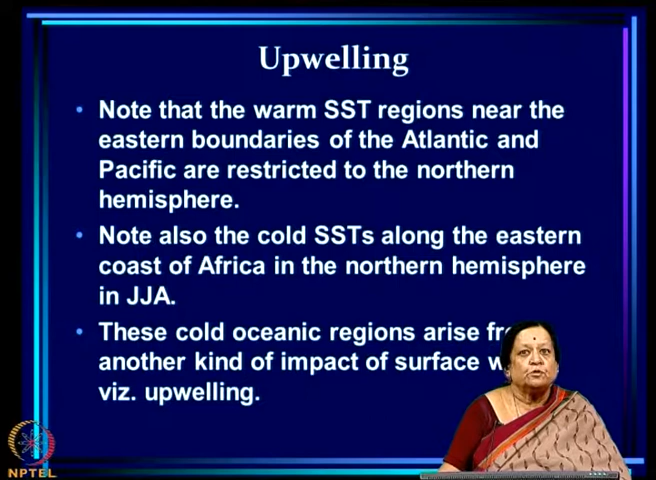 Upwelling
• Note that the warm SST regions near the
eastern boundaries of the Atlantic and
Pacific are restricted to the northern
hemisphere.
• Note also the cold SSTs along the eastern
coast of Africa in the northern hemisphere
in JJA.
• These cold oceanic regions arise
another kind of impact of surface
viz. upwelling.
NPTEL